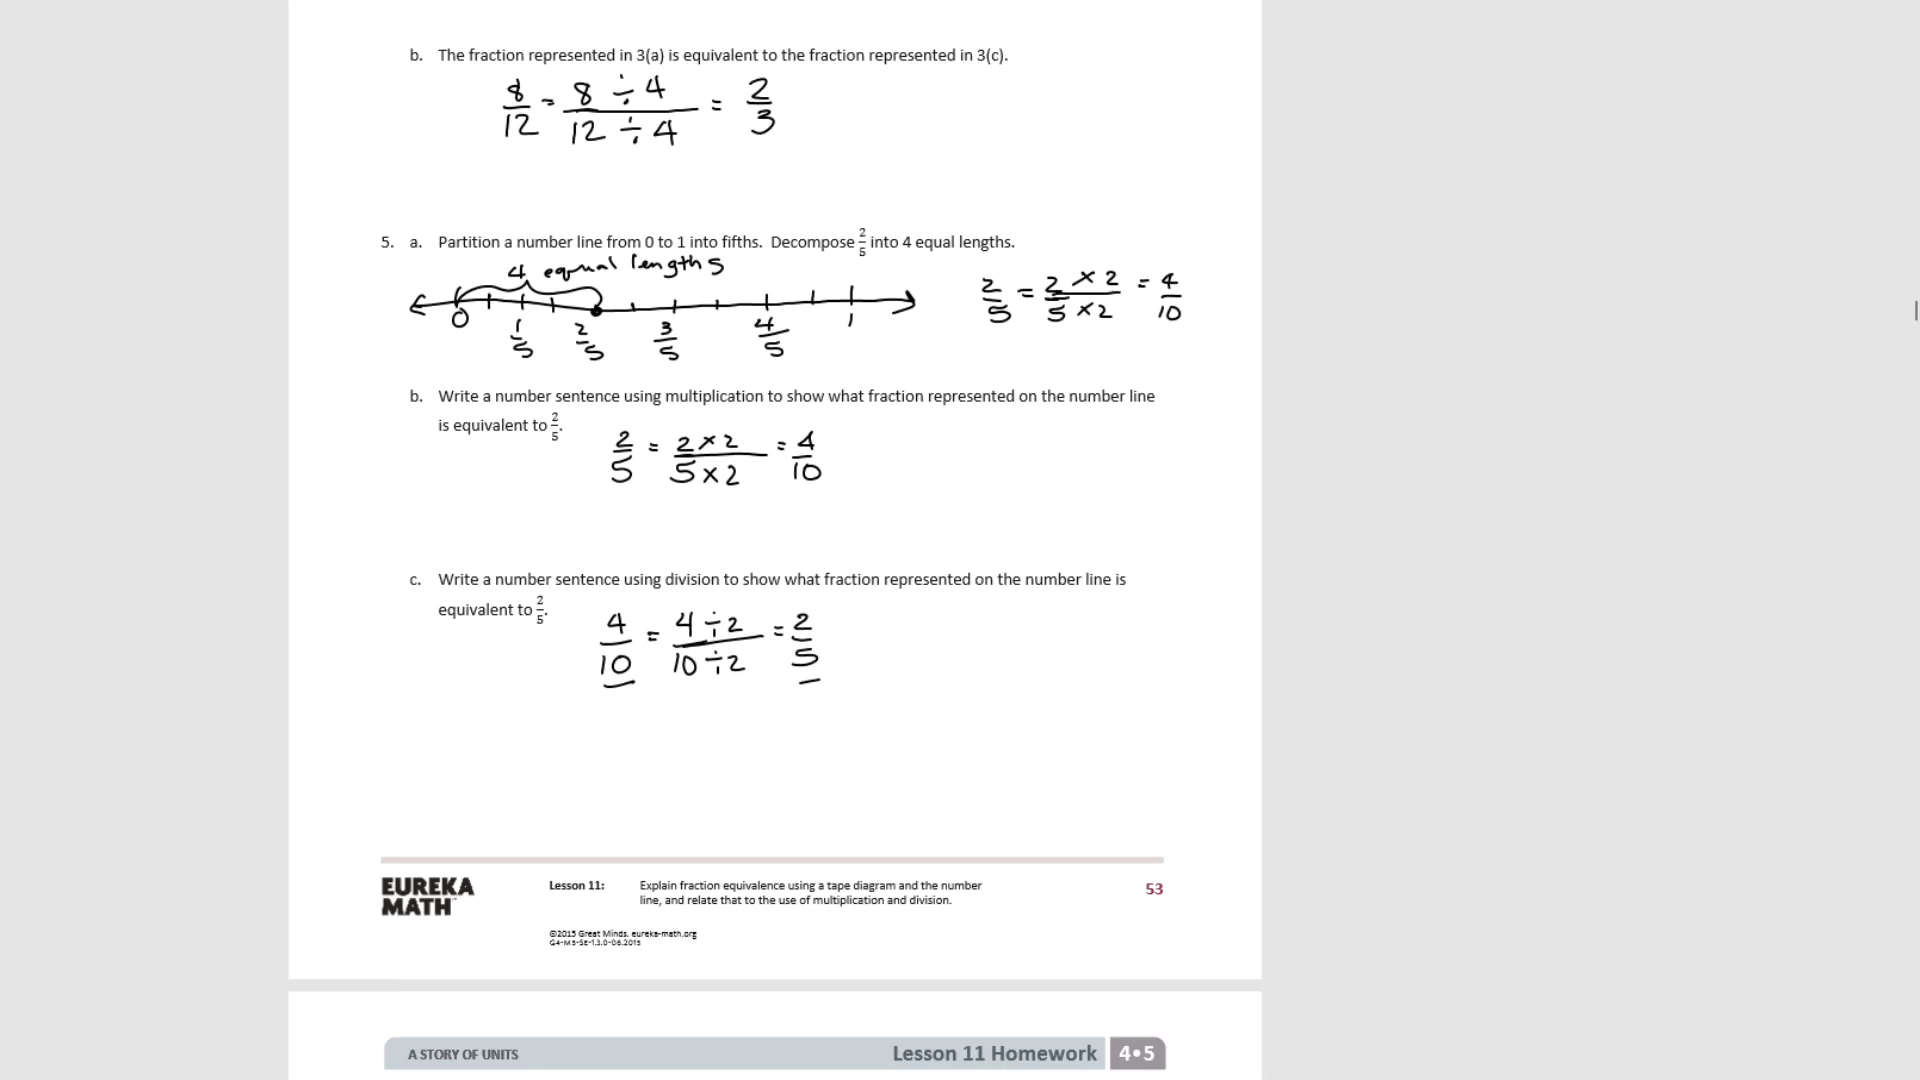 b. The fraction represented in 3(a) is equivalent to the fraction represented in 3(c).
8/12 = 8 ÷ 4 / 12 ÷ 4 = 2/3
5. a. Partition a number line from 0 to 1 into fifths. Decompose 2/5 into 4 equal lengths.
4 equal lengths
0 1/5 2/5 3/5 4/5 1
2/5 = 2 × 2 / 5 × 2 = 4/10
b. Write a number sentence using multiplication to show what fraction represented on the number line
is equivalent to 2/5.
2/5 = 2 × 2 / 5 × 2 = 4/10
c. Write a number sentence using division to show what fraction represented on the number line is
equivalent to 2/5.
4/10 = 4 ÷ 2 / 10 ÷ 2 = 2/5
EUREKA
MATH
Lesson 11: Explain fraction equivalence using a tape diagram and the number
line, and relate that to the use of multiplication and division.
53
©2015 Great Minds. eureka-math.org
G4-M5-SE-1.3.0-06.2015
A STORY OF UNITS
Lesson 11 Homework 4•5